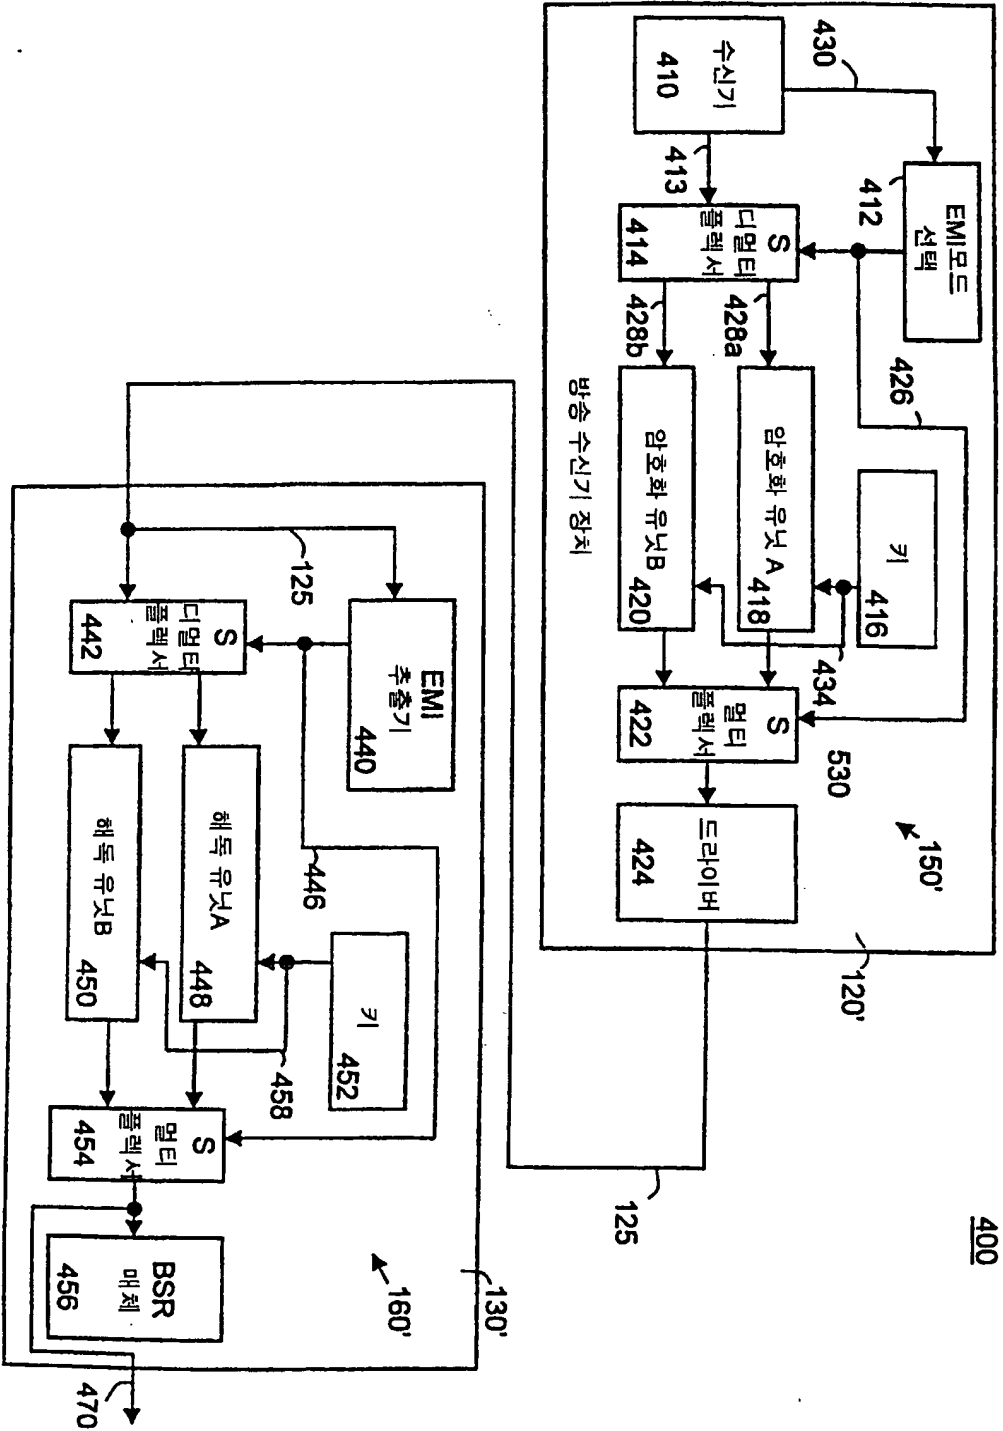 400
수신기
410
430
EMI모드
선택
412
413
S
디멀티
플렉서
414
426
428a
428b
키
416
암호화 유닛 A
418
암호화 유닛B
420
434
S
멀티
플렉서
422
530
드라이버
424
방송 수신기 장치
150'
120'
125
125
EMI
추출기
440
S
디멀티
플렉서
442
446
키
452
해독 유닛A
448
해독 유닛B
450
458
S
멀티
플렉서
454
BSR
매체
456
160'
130'
470